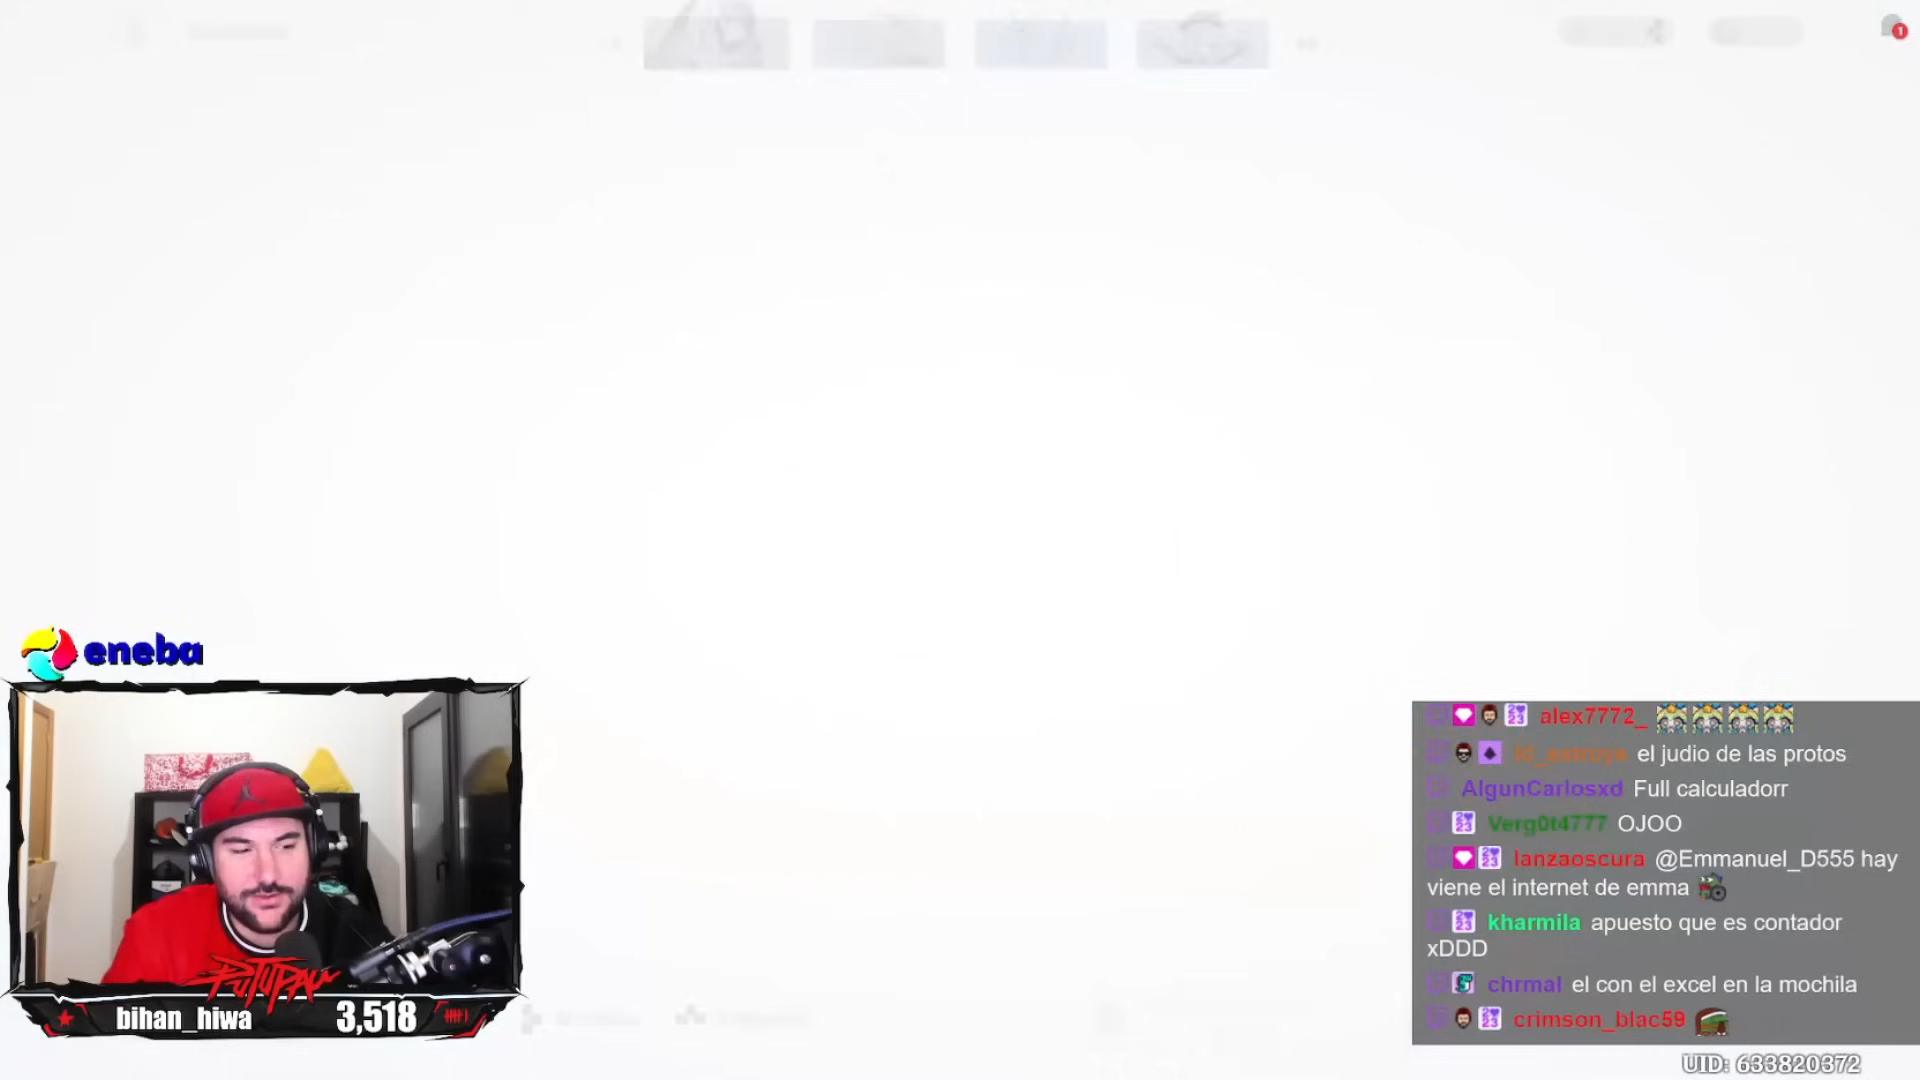 1
eneba
PUTUPAU
bihan_hiwa 3,518
alex7772_
el judio de las protos
AlgunCarlosxd Full calculadorr
Verg0t4777 OJOO
lanzaoscura @Emmanuel_D555 hay
viene el internet de emma
kharmila apuesto que es contador
xDDD
chrmal el con el excel en la mochila
crimson_blac59
UID: 633820372